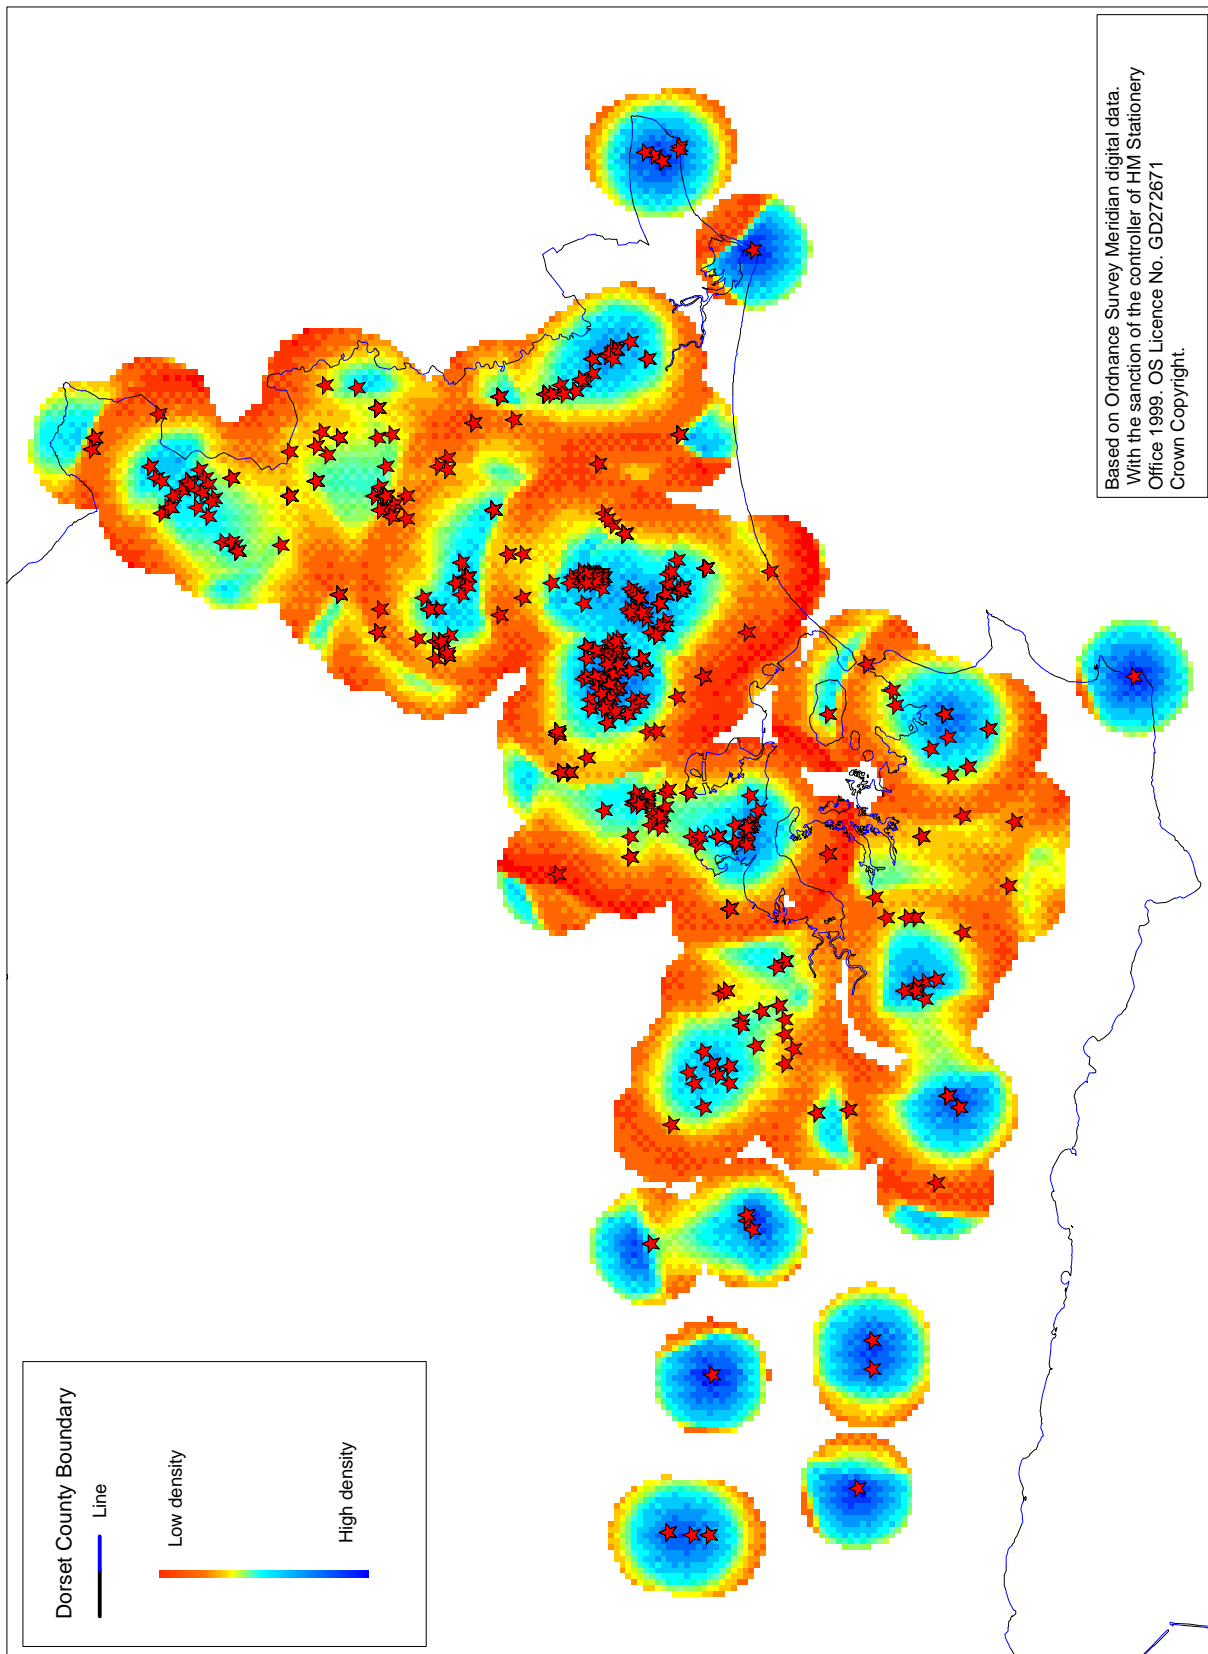 Dorset County Boundary
Line
Low density
High density
Based on Ordnance Survey Meridian digital data.
With the sanction of the controller of HM Stationery
Office 1999. OS Licence No. GD272671
Crown Copyright.